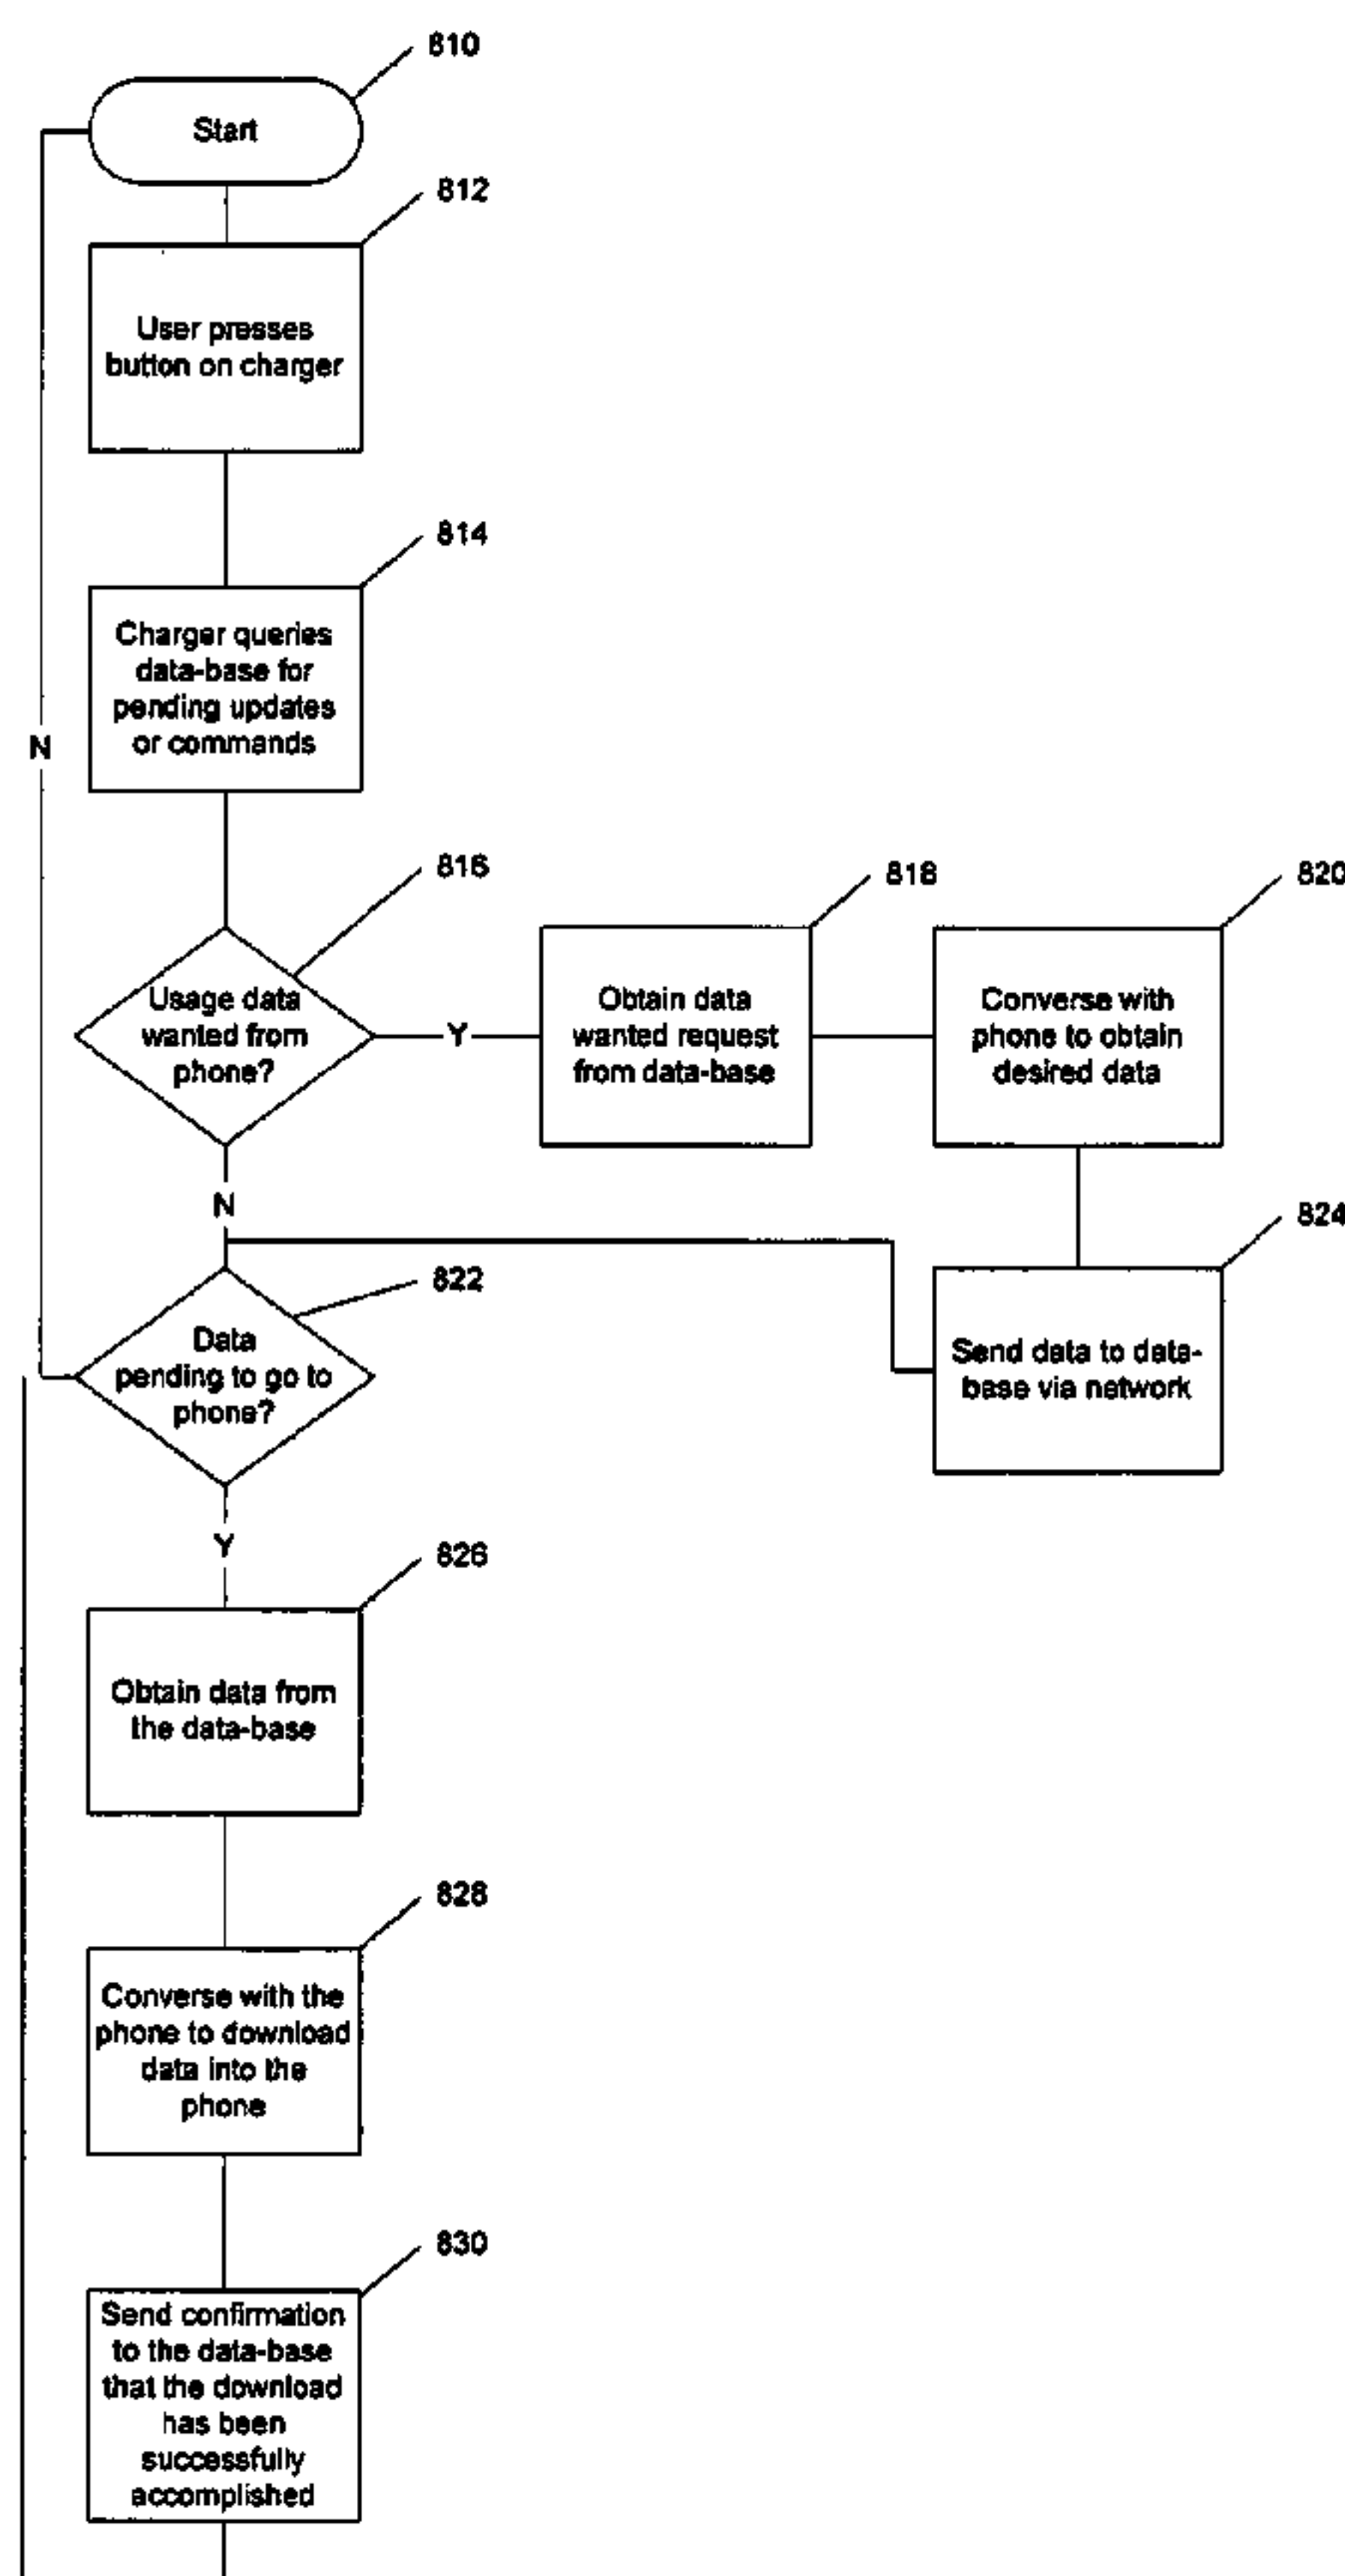 810
Start
812
User presses
button on charger
814
Charger queries
data-base for
pending updates
or commands
N
816
Usage data
wanted from
phone?
Y
818
Obtain data
wanted request
from data-base
820
Converse with
phone to obtain
desired data
N
822
Data
pending to go to
phone?
824
Send data to data-
base via network
Y
826
Obtain data from
the data-base
828
Converse with the
phone to download
data into the
phone
830
Send confirmation
to the data-base
that the download
has been
successfully
accomplished